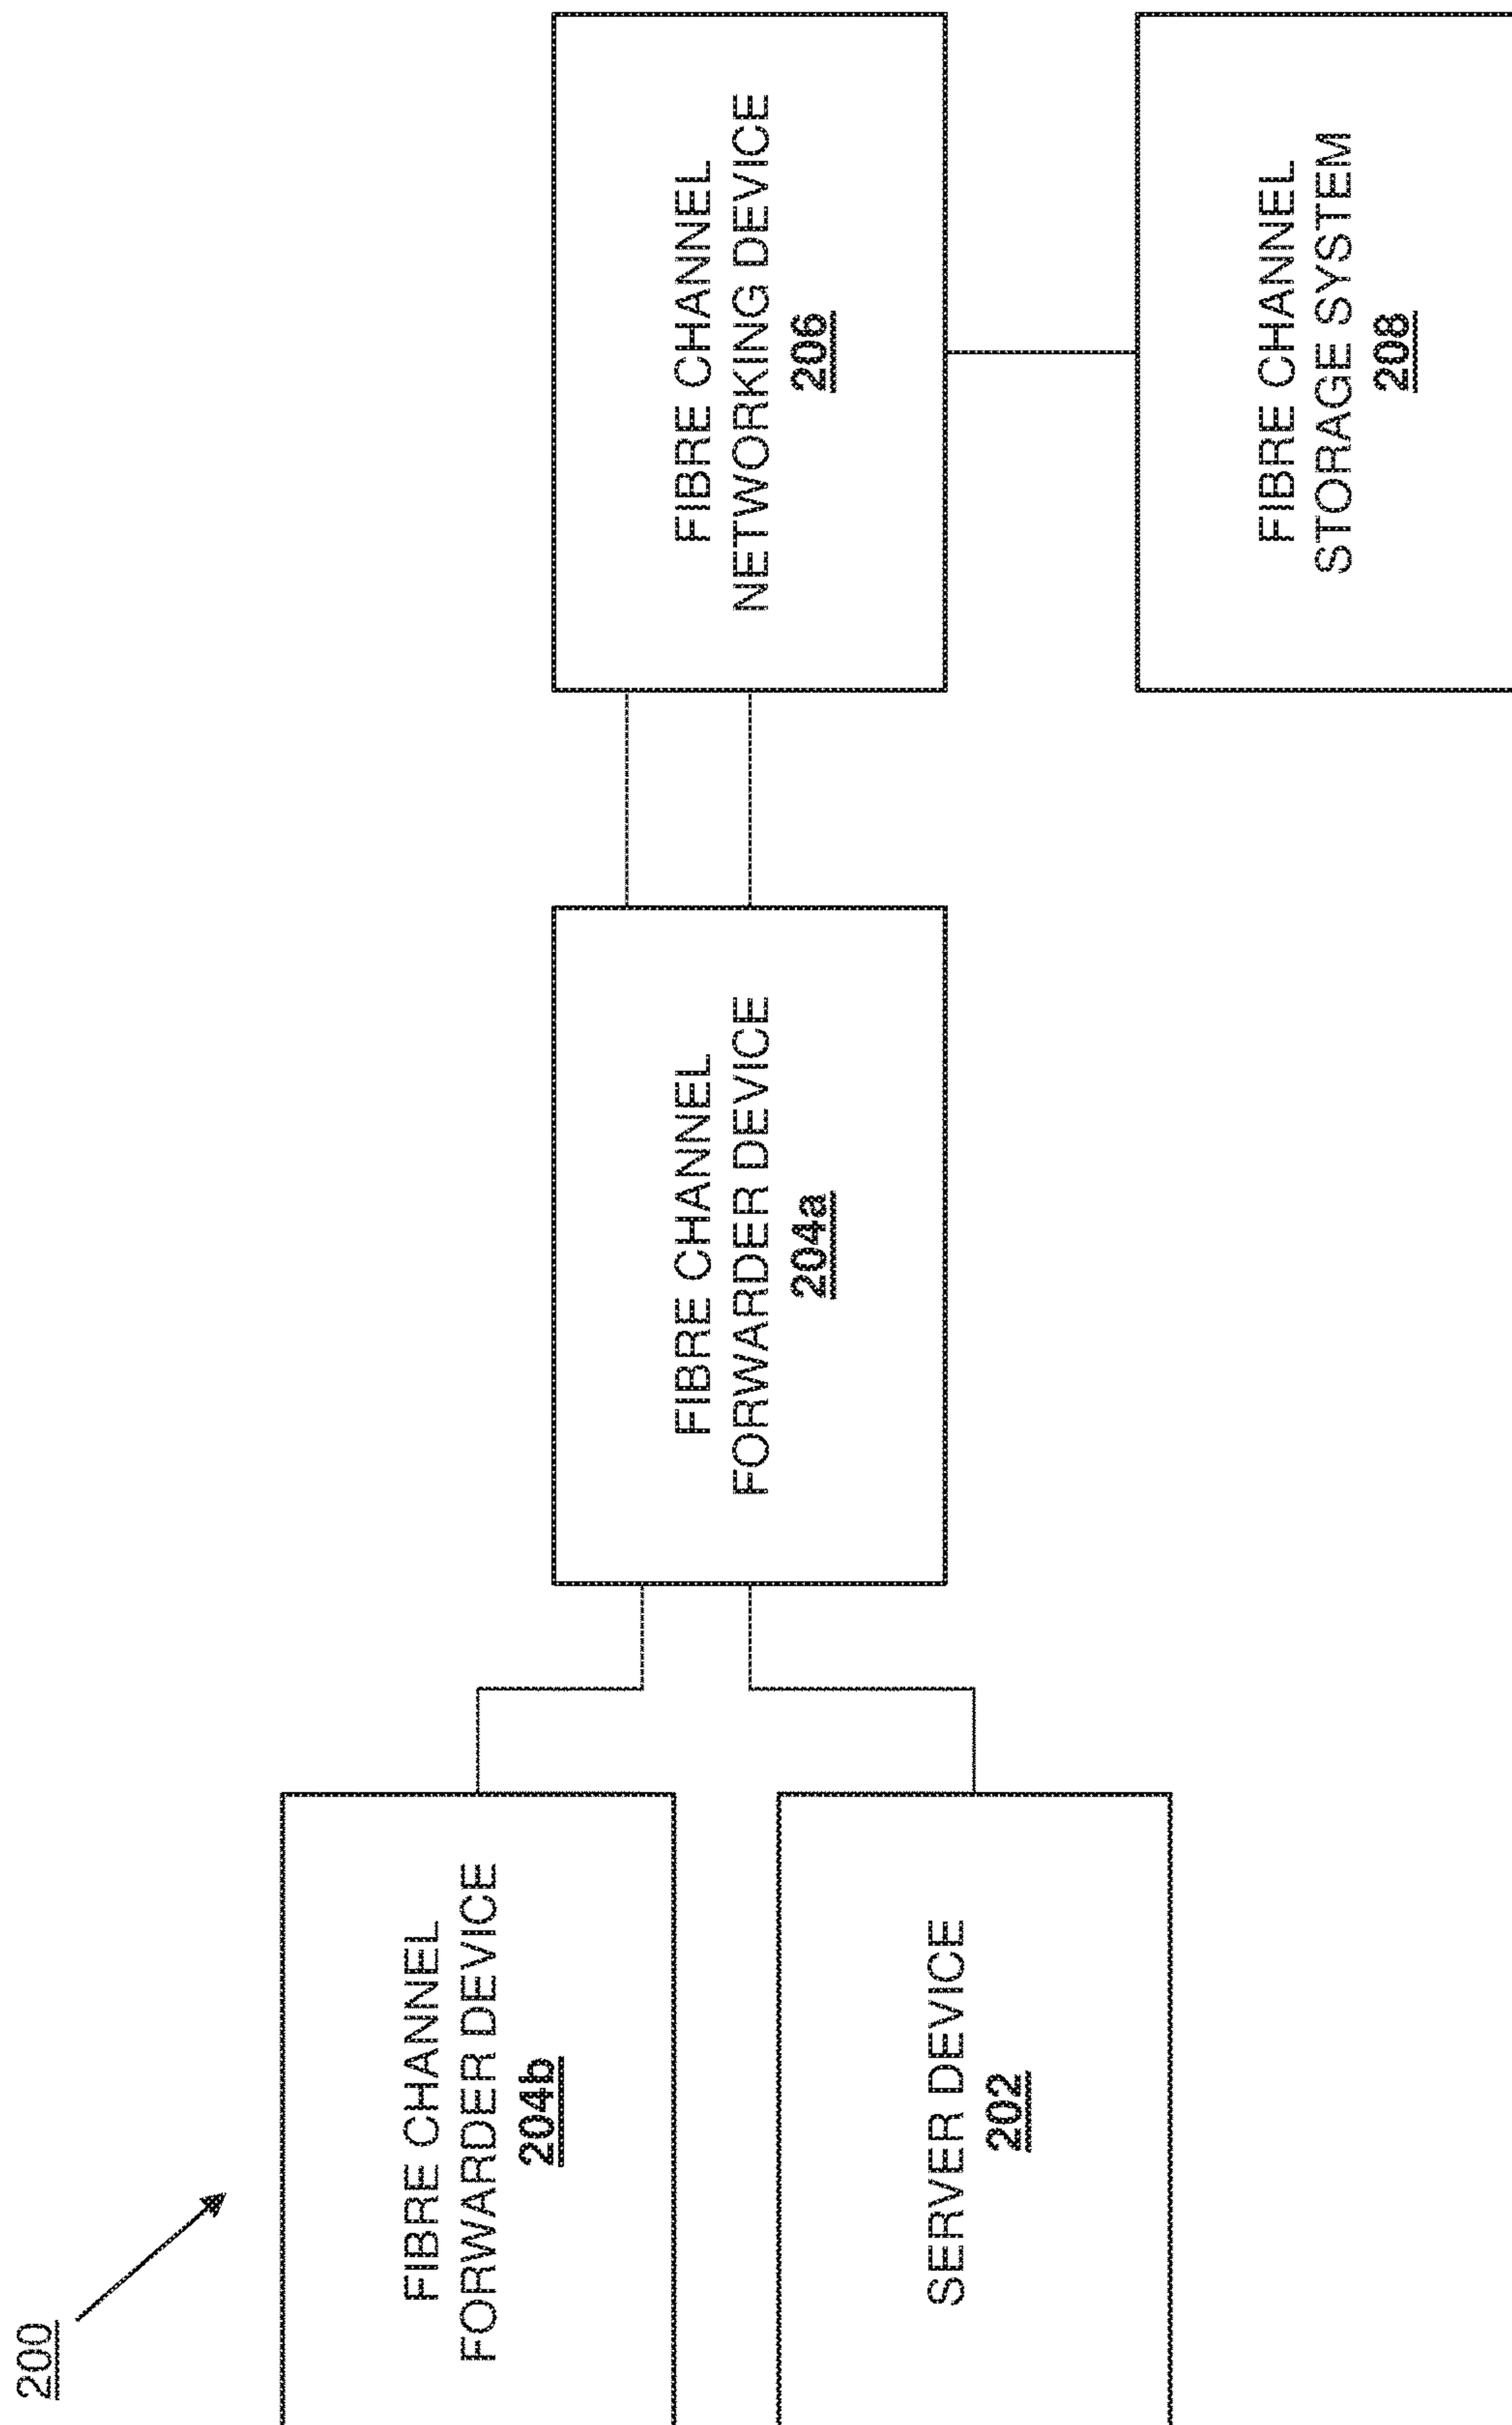 200
FIBRE CHANNEL
FORWARDER DEVICE
204b
SERVER DEVICE
202
FIBRE CHANNEL
FORWARDER DEVICE
204a
FIBRE CHANNEL
NETWORKING DEVICE
206
FIBRE CHANNEL
STORAGE SYSTEM
208